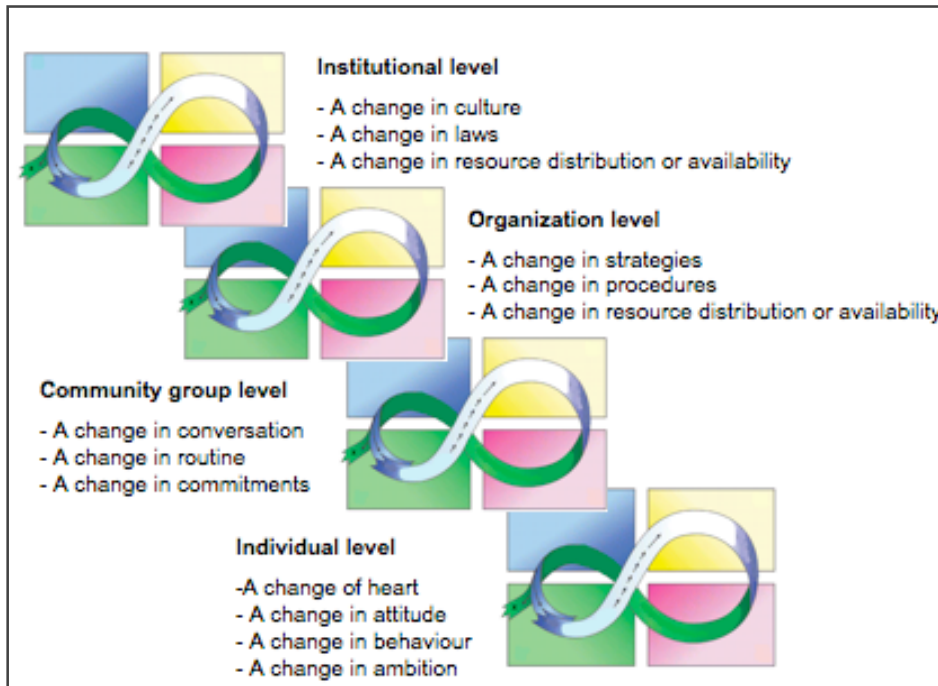 Institutional level
- A change in culture
- A change in laws
- A change in resource distribution or availability
Organization level
- A change in strategies
- A change in procedures
- A change in resource distribution or availability
Community group level
- A change in conversation
- A change in routine
- A change in commitments
Individual level
-A change of heart
- A change in attitude
- A change in behaviour
- A change in ambition